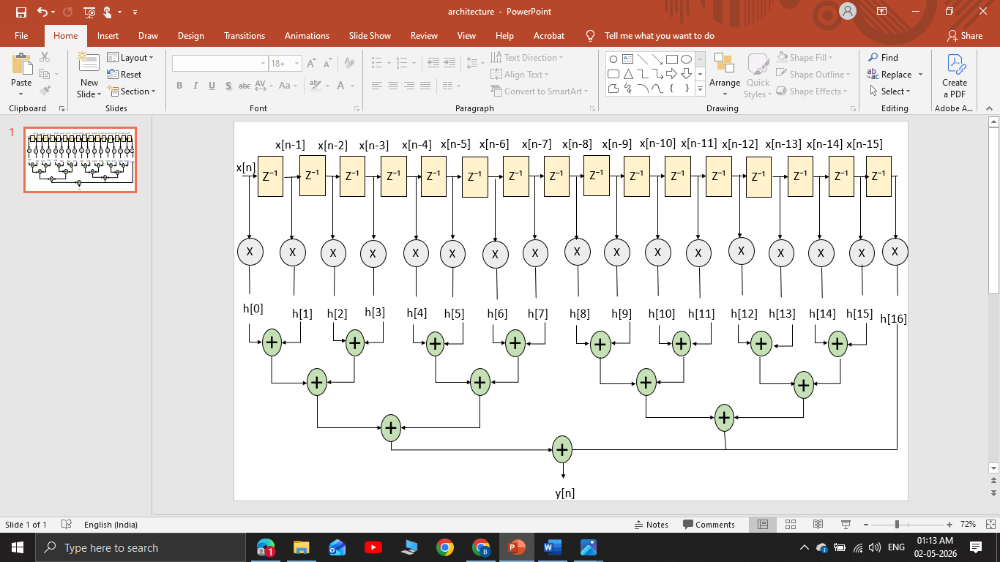 architecture - PowerPoint
File Home Insert Draw Design Transitions Animations Slide Show Review View Help Acrobat Tell me what you want to do Share
Paste
Clipboard
New Slide
Layout
Reset
Section
Slides
18+
B I U S abc AV Aa A
Font
Text Direction
Align Text
Convert to SmartArt
Paragraph
Arrange
Quick Styles
Shape Fill
Shape Outline
Shape Effects
Drawing
Find
Replace
Select
Editing
Create a PDF
Adobe A...
1
x[n-1] x[n-2] x[n-3] x[n-4] x[n-5] x[n-6] x[n-7] x[n-8] x[n-9] x[n-10] x[n-11] x[n-12] x[n-13] x[n-14] x[n-15]
x[n]
Z⁻¹ Z⁻¹ Z⁻¹ Z⁻¹ Z⁻¹ Z⁻¹ Z⁻¹ Z⁻¹ Z⁻¹ Z⁻¹ Z⁻¹ Z⁻¹ Z⁻¹ Z⁻¹ Z⁻¹ Z⁻¹
X X X X X X X X X X X X X X X X X
h[0] h[1] h[2] h[3] h[4] h[5] h[6] h[7] h[8] h[9] h[10] h[11] h[12] h[13] h[14] h[15] h[16]
+ + + + + + + +
+ + + +
+ +
+
y[n]
Slide 1 of 1 English (India) Notes Comments 72%
Type here to search
1
ENG
01:13 AM
02-05-2026